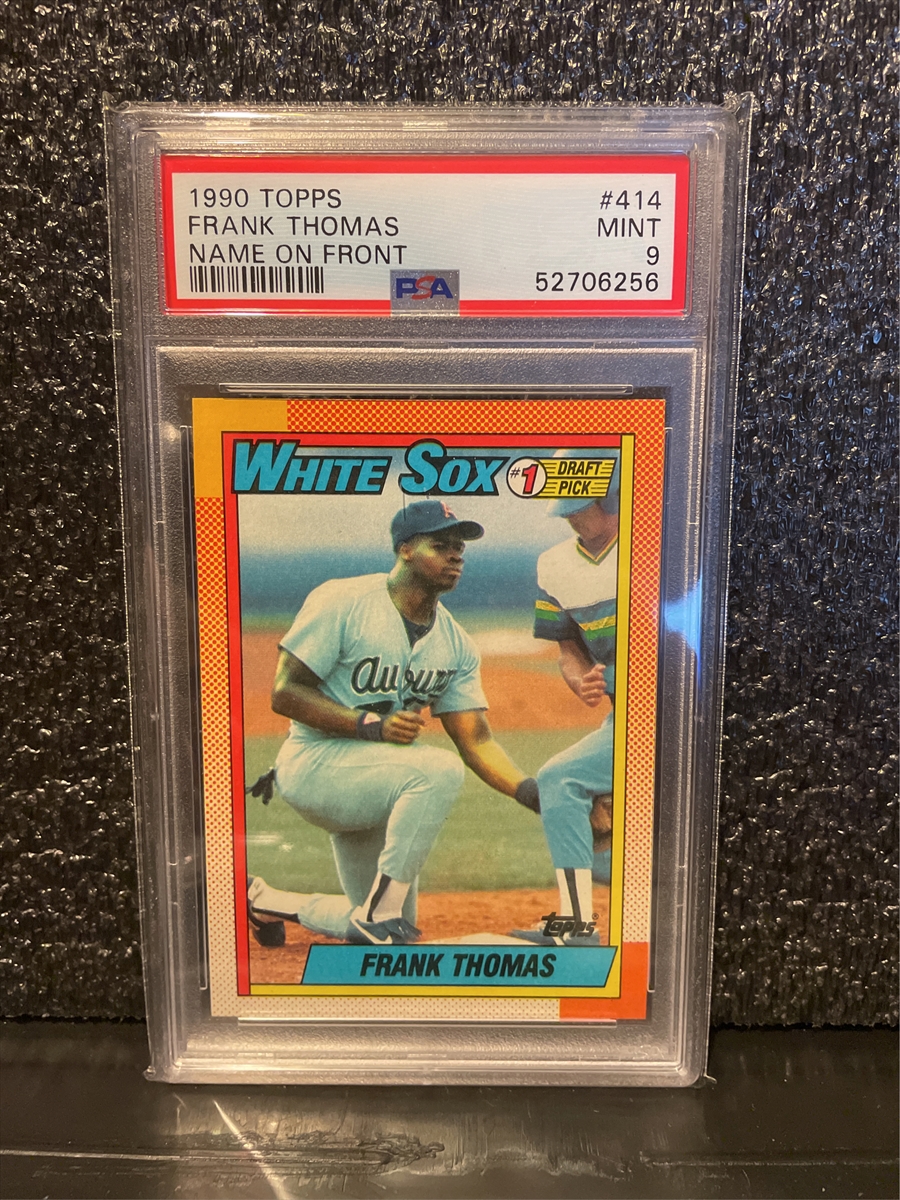 1990 TOPPS #414
FRANK THOMAS MINT
NAME ON FRONT 9
PSA 52706256
WHITE SOX #1 DRAFT
PICK
Auburn
topps®
FRANK THOMAS